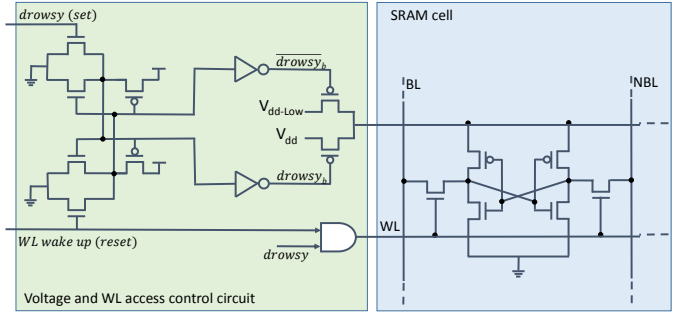 drowsy (set)
SRAM cell
drowsy_b
BL
NBL
V_dd-Low
V_dd
drowsy_b
WL
WL wake up (reset)
drowsy
Voltage and WL access control circuit